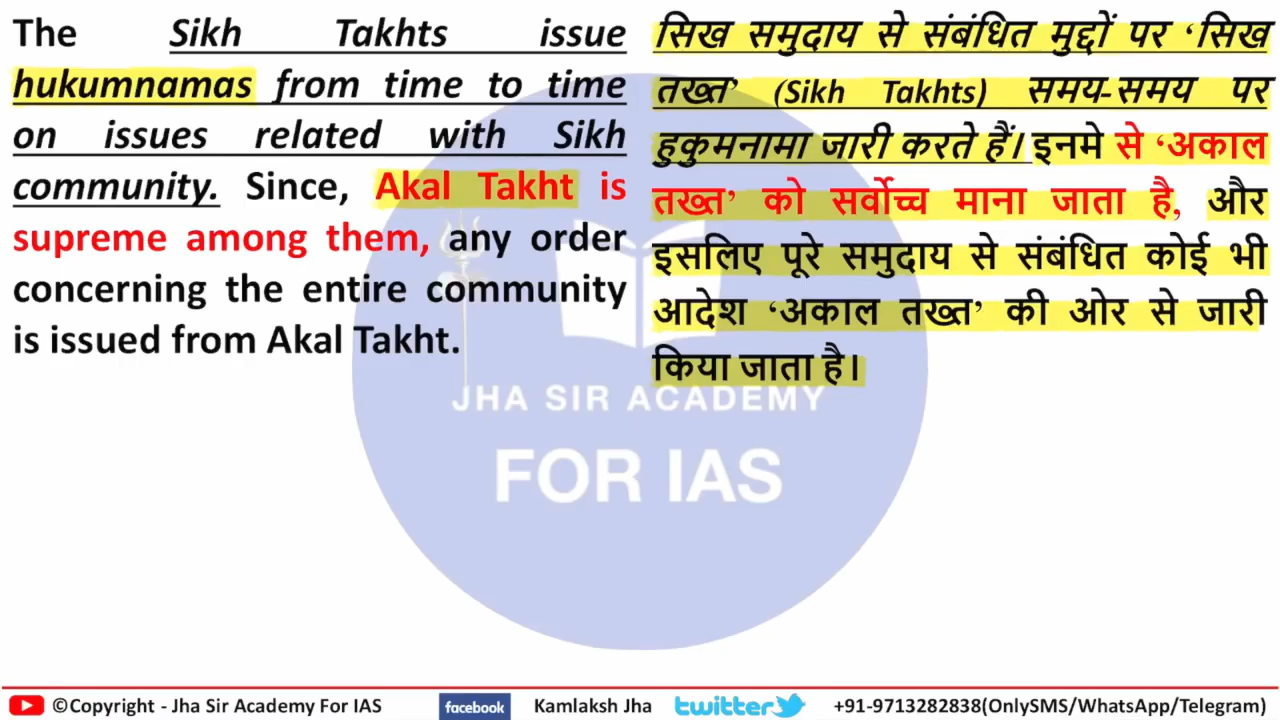 The Sikh Takhts issue
hukumnamas from time to time
on issues related with Sikh
community. Since, Akal Takht is
supreme among them, any order
concerning the entire community
is issued from Akal Takht.
सिख समुदाय से संबंधित मुद्दों पर ‘सिख
तख्त’ (Sikh Takhts) समय-समय पर
हुकुमनामा जारी करते हैं। इनमे से ‘अकाल
तख्त’ को सर्वोच्च माना जाता है, और
इसलिए पूरे समुदाय से संबंधित कोई भी
आदेश ‘अकाल तख्त’ की ओर से जारी
किया जाता है।
JHA SIR ACADEMY
FOR IAS
©Copyright - Jha Sir Academy For IAS facebook Kamlaksh Jha twitter +91-9713282838(OnlySMS/WhatsApp/Telegram)